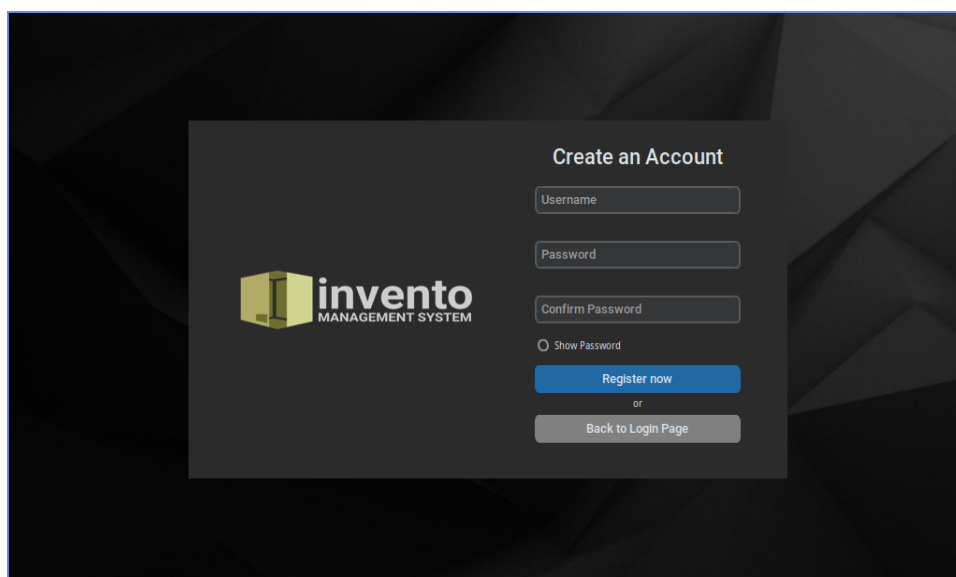 invento
MANAGEMENT SYSTEM
Create an Account
Username
Password
Confirm Password
Show Password
Register now
or
Back to Login Page